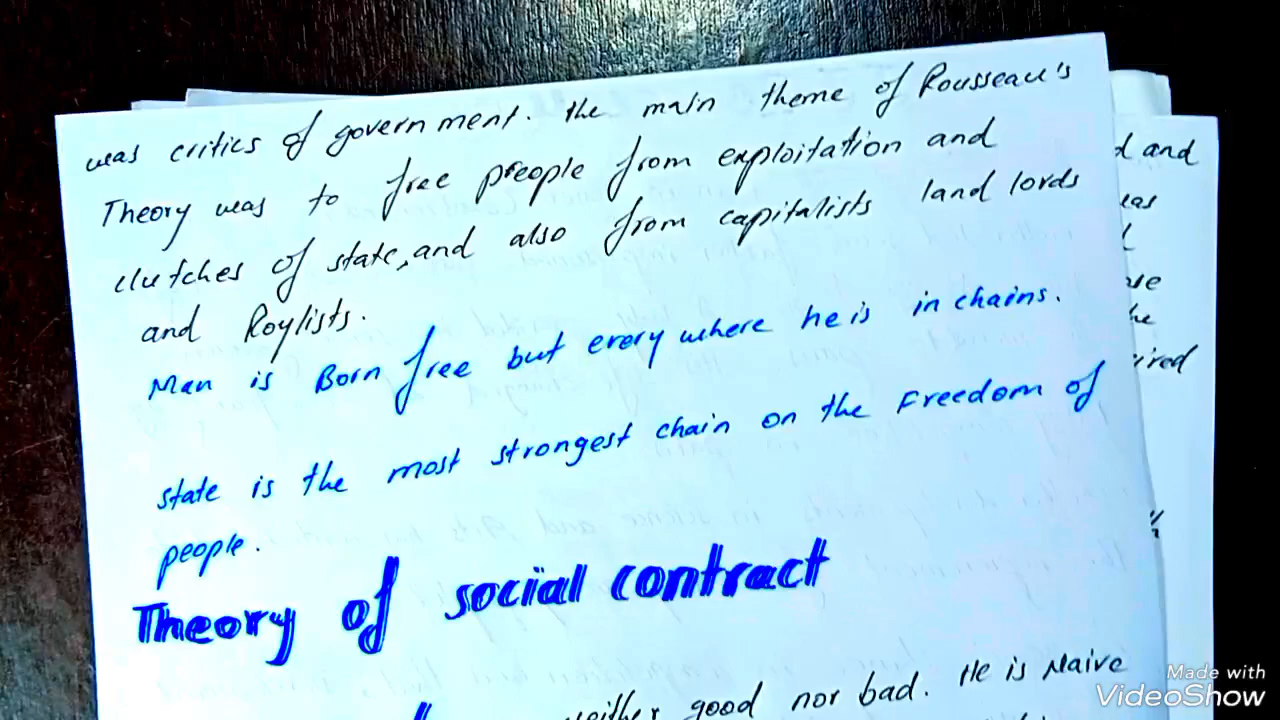 was critics of government. the main theme of Rousseau's
Theory was to free preople from exploitation and
clutches of state, and also from capitalists land lords
and Roylists.
Man is Born free but every where he is in chains.
state is the most strongest chain on the Freedom of
people.
Theory of social contract
neither good nor bad. He is Naive
d and
Made with
VideoShow